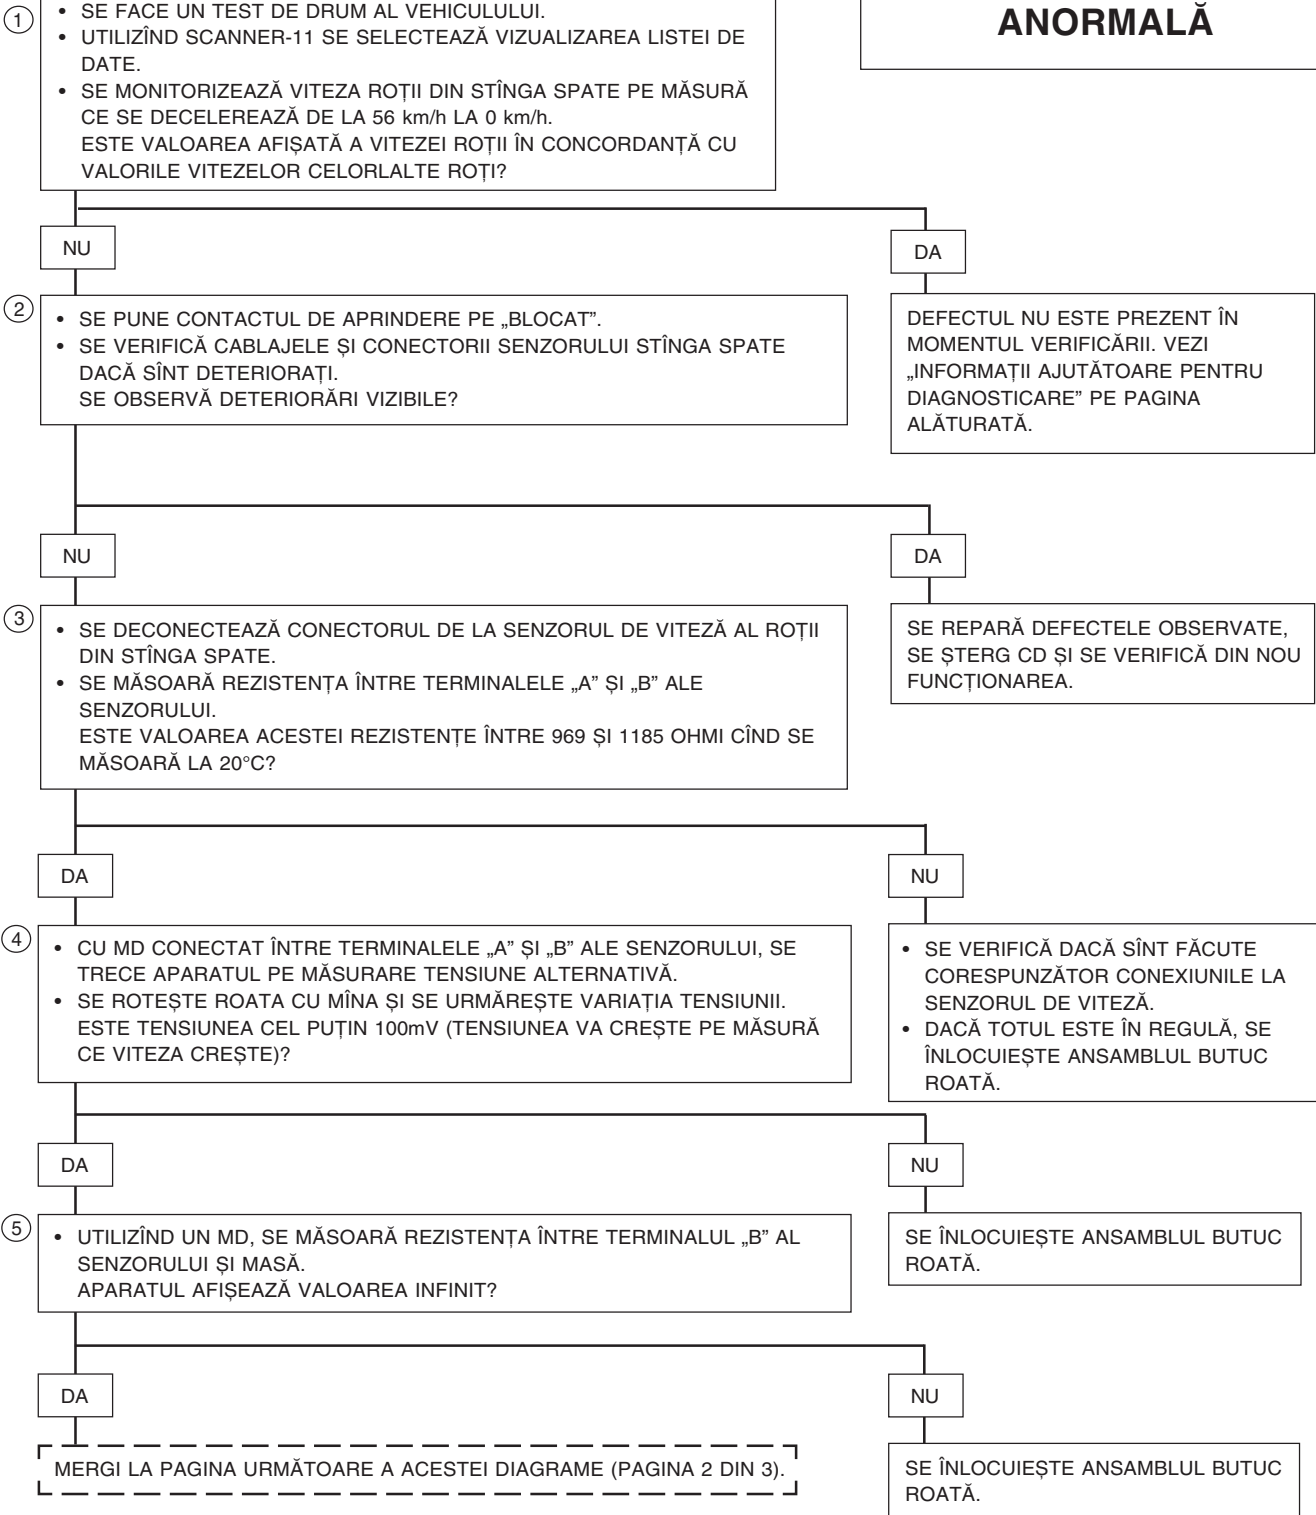 ANORMALĂ
1
• SE FACE UN TEST DE DRUM AL VEHICULULUI.
• UTILIZÎND SCANNER-11 SE SELECTEAZĂ VIZUALIZAREA LISTEI DE
DATE.
• SE MONITORIZEAZĂ VITEZA ROȚII DIN STÎNGA SPATE PE MĂSURĂ
CE SE DECELEREAZĂ DE LA 56 km/h LA 0 km/h.
ESTE VALOAREA AFIȘATĂ A VITEZEI ROȚII ÎN CONCORDANȚĂ CU
VALORILE VITEZELOR CELORLALTE ROȚI?
NU
DA
2
• SE PUNE CONTACTUL DE APRINDERE PE „BLOCAT”.
• SE VERIFICĂ CABLAJELE ȘI CONECTORII SENZORULUI STÎNGA SPATE
DACĂ SÎNT DETERIORAȚI.
SE OBSERVĂ DETERIORĂRI VIZIBILE?
DEFECTUL NU ESTE PREZENT ÎN
MOMENTUL VERIFICĂRII. VEZI
„INFORMAȚII AJUTĂTOARE PENTRU
DIAGNOSTICARE” PE PAGINA
ALĂTURATĂ.
NU
DA
3
• SE DECONECTEAZĂ CONECTORUL DE LA SENZORUL DE VITEZĂ AL ROȚII
DIN STÎNGA SPATE.
• SE MĂSOARĂ REZISTENȚA ÎNTRE TERMINALELE „A” ȘI „B” ALE
SENZORULUI.
ESTE VALOAREA ACESTEI REZISTENȚE ÎNTRE 969 ȘI 1185 OHMI CÎND SE
MĂSOARĂ LA 20°C?
SE REPARĂ DEFECTELE OBSERVATE,
SE ȘTERG CD ȘI SE VERIFICĂ DIN NOU
FUNCȚIONAREA.
DA
NU
4
• CU MD CONECTAT ÎNTRE TERMINALELE „A” ȘI „B” ALE SENZORULUI, SE
TRECE APARATUL PE MĂSURARE TENSIUNE ALTERNATIVĂ.
• SE ROTEȘTE ROATA CU MÎNA ȘI SE URMĂREȘTE VARIAȚIA TENSIUNII.
ESTE TENSIUNEA CEL PUȚIN 100mV (TENSIUNEA VA CREȘTE PE MĂSURĂ
CE VITEZA CREȘTE)?
• SE VERIFICĂ DACĂ SÎNT FĂCUTE
CORESPUNZĂTOR CONEXIUNILE LA
SENZORUL DE VITEZĂ.
• DACĂ TOTUL ESTE ÎN REGULĂ, SE
ÎNLOCUIEȘTE ANSAMBLUL BUTUC
ROATĂ.
DA
NU
5
• UTILIZÎND UN MD, SE MĂSOARĂ REZISTENȚA ÎNTRE TERMINALUL „B” AL
SENZORULUI ȘI MASĂ.
APARATUL AFIȘEAZĂ VALOAREA INFINIT?
SE ÎNLOCUIEȘTE ANSAMBLUL BUTUC
ROATĂ.
DA
NU
MERGI LA PAGINA URMĂTOARE A ACESTEI DIAGRAME (PAGINA 2 DIN 3).
SE ÎNLOCUIEȘTE ANSAMBLUL BUTUC
ROATĂ.